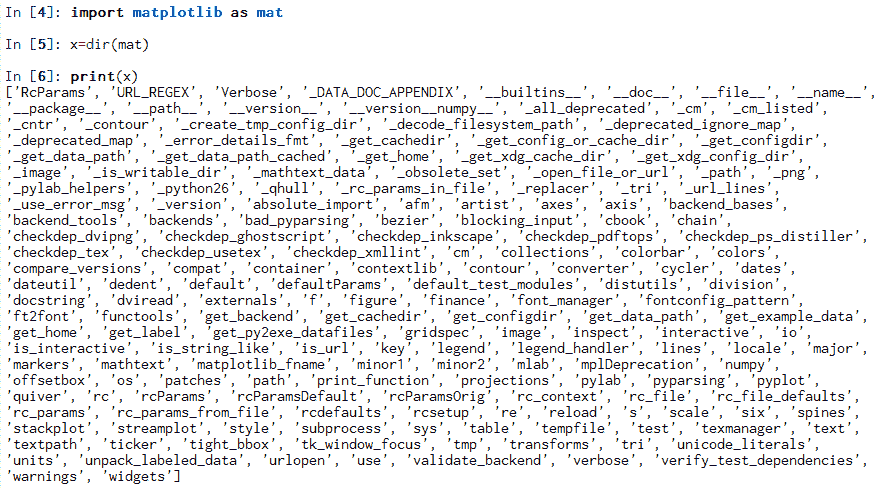 In [4]: import matplotlib as mat
In [5]: x=dir(mat)
In [6]: print(x)
['RcParams', 'URL_REGEX', 'Verbose', '_DATA_DOC_APPENDIX', '__builtins__', '__doc__', '__file__', '__name__',
'__package__', '__path__', '__version__', '__version__numpy__', '_all_deprecated', '_cm', '_cm_listed',
'_cntr', '_contour', '_create_tmp_config_dir', '_decode_filesystem_path', '_deprecated_ignore_map',
'_deprecated_map', '_error_details_fmt', '_get_cachedir', '_get_config_or_cache_dir', '_get_configdir',
'_get_data_path', '_get_data_path_cached', '_get_home', '_get_xdg_cache_dir', '_get_xdg_config_dir',
'_image', '_is_writable_dir', '_mathtext_data', '_obsolete_set', '_open_file_or_url', '_path', '_png',
'_pylab_helpers', '_python26', '_qhull', '_rc_params_in_file', '_replacer', '_tri', '_url_lines',
'_use_error_msg', '_version', 'absolute_import', 'afm', 'artist', 'axes', 'axis', 'backend_bases',
'backend_tools', 'backends', 'bad_pyparsing', 'bezier', 'blocking_input', 'cbook', 'chain',
'checkdep_dvipng', 'checkdep_ghostscript', 'checkdep_inkscape', 'checkdep_pdftops', 'checkdep_ps_distiller',
'checkdep_tex', 'checkdep_usetex', 'checkdep_xmllint', 'cm', 'collections', 'colorbar', 'colors',
'compare_versions', 'compat', 'container', 'contextlib', 'contour', 'converter', 'cycler', 'dates',
'dateutil', 'dedent', 'default', 'defaultParams', 'default_test_modules', 'distutils', 'division',
'docstring', 'dviread', 'externals', 'f', 'figure', 'finance', 'font_manager', 'fontconfig_pattern',
'ft2font', 'functools', 'get_backend', 'get_cachedir', 'get_configdir', 'get_data_path', 'get_example_data',
'get_home', 'get_label', 'get_py2exe_datafiles', 'gridspec', 'image', 'inspect', 'interactive', 'io',
'is_interactive', 'is_string_like', 'is_url', 'key', 'legend', 'legend_handler', 'lines', 'locale', 'major',
'markers', 'mathtext', 'matplotlib_fname', 'minor1', 'minor2', 'mlab', 'mplDeprecation', 'numpy',
'offsetbox', 'os', 'patches', 'path', 'print_function', 'projections', 'pylab', 'pyparsing', 'pyplot',
'quiver', 'rc', 'rcParams', 'rcParamsDefault', 'rcParamsOrig', 'rc_context', 'rc_file', 'rc_file_defaults',
'rc_params', 'rc_params_from_file', 'rcdefaults', 'rcsetup', 're', 'reload', 's', 'scale', 'six', 'spines',
'stackplot', 'streamplot', 'style', 'subprocess', 'sys', 'table', 'tempfile', 'test', 'texmanager', 'text',
'textpath', 'ticker', 'tight_bbox', 'tk_window_focus', 'tmp', 'transforms', 'tri', 'unicode_literals'
'units', 'unpack_labeled_data', 'urlopen', 'use', 'validate_backend', 'verbose', 'verify_test_dependencies',
'warnings', 'widgets']